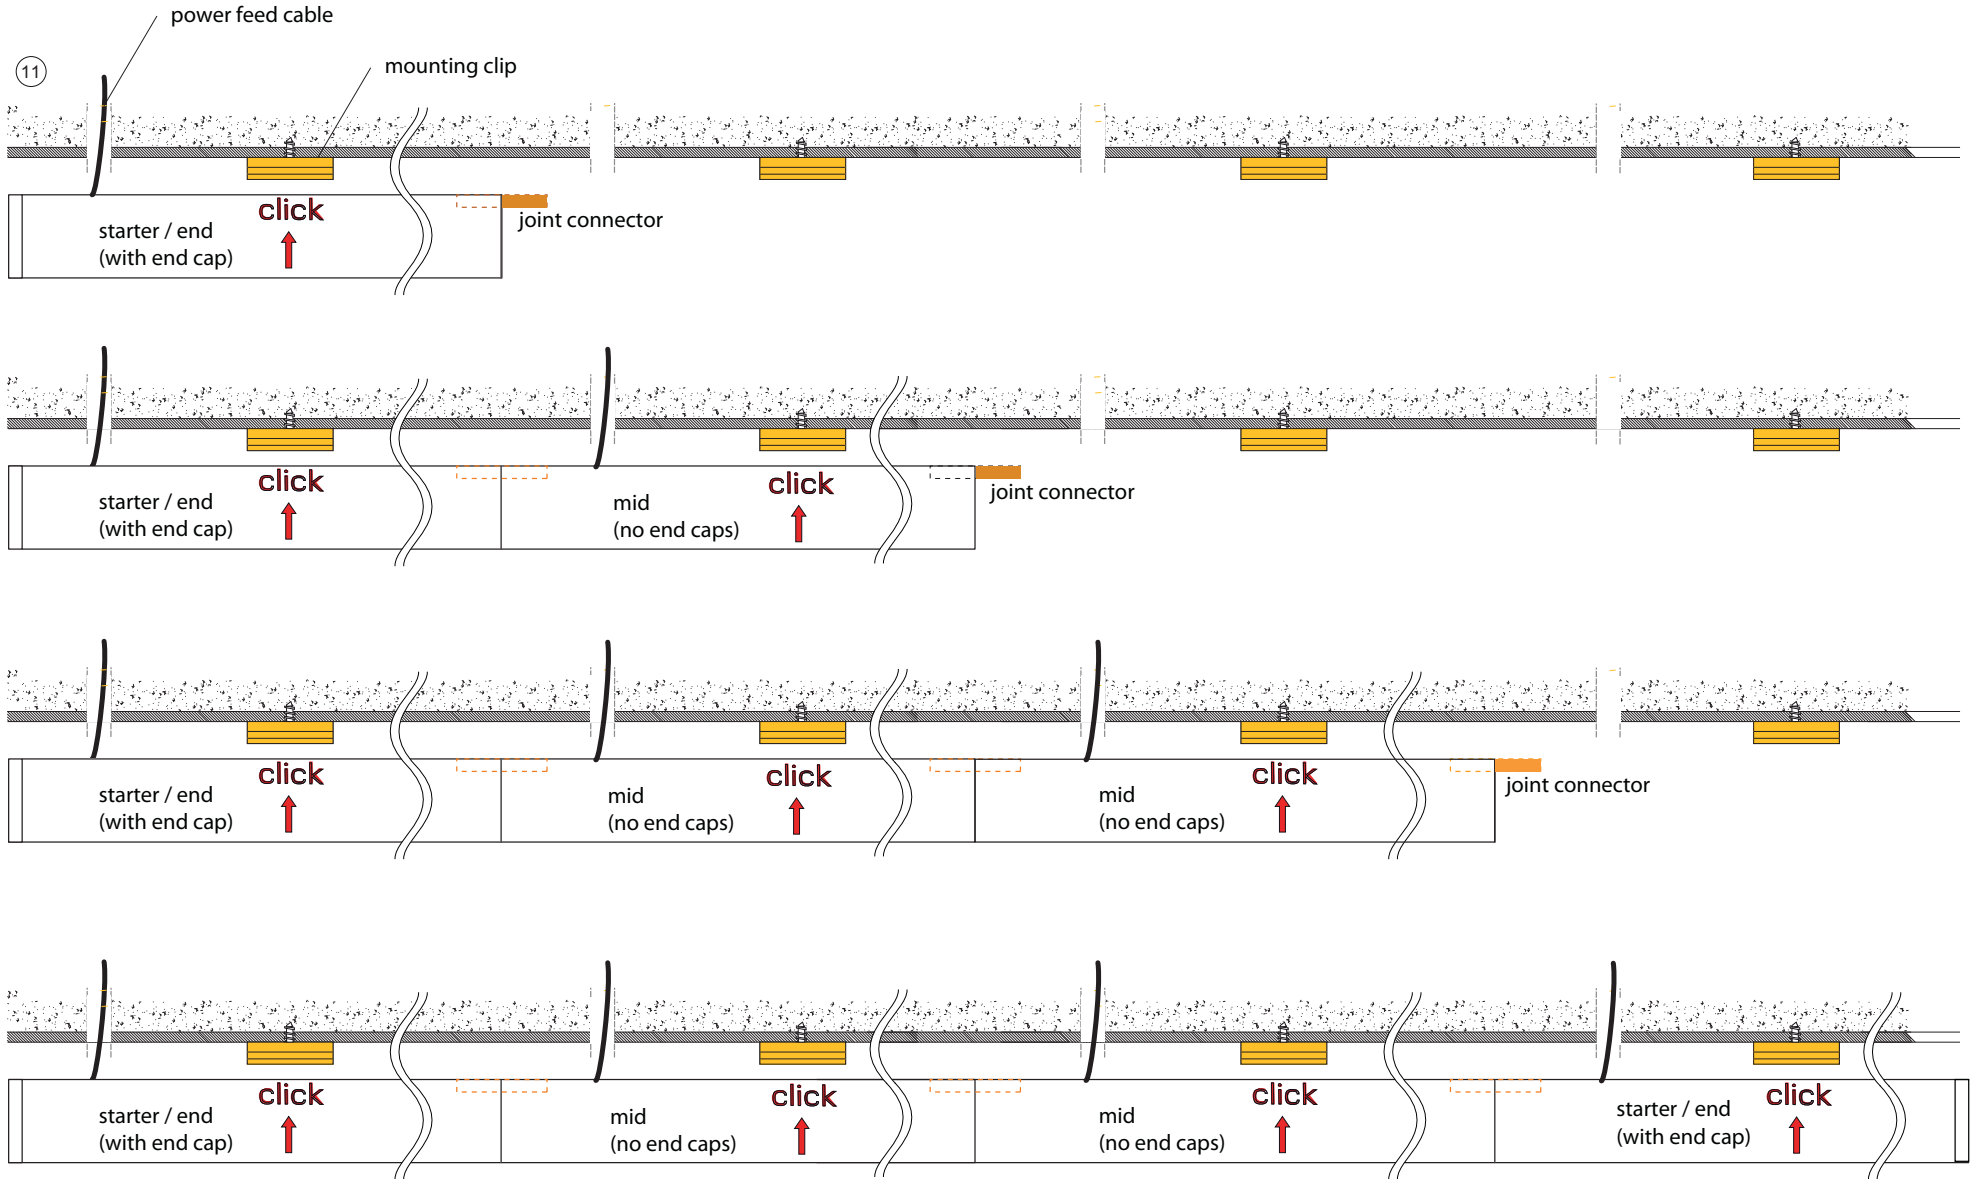 power feed cable
11
mounting clip
click
joint connector
starter / end
(with end cap)
click
click
starter / end
(with end cap)
mid
(no end caps)
joint connector
click
click
click
starter / end
(with end cap)
mid
(no end caps)
mid
(no end caps)
joint connector
click
click
click
click
starter / end
(with end cap)
mid
(no end caps)
mid
(no end caps)
starter / end
(with end cap)